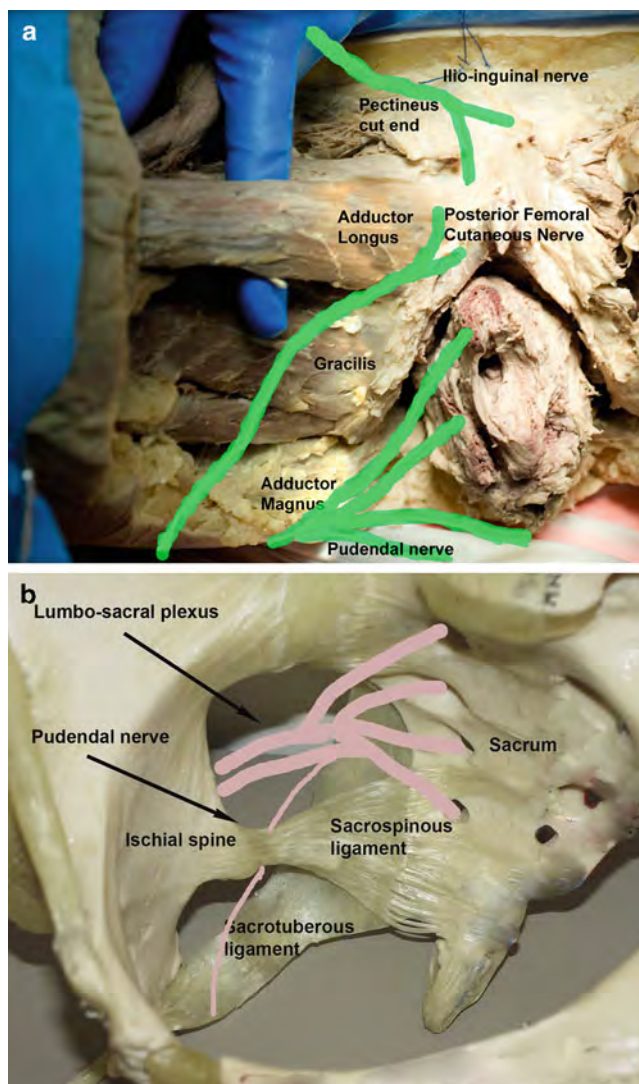 a
Ilio-inguinal nerve
Pectineus
cut end
Adductor
Longus
Posterior Femoral
Cutaneous Nerve
Gracilis
Adductor
Magnus
Pudendal nerve
b
Lumbo-sacral plexus
Pudendal nerve
Sacrum
Ischial spine
Sacrospinous
ligament
Sacrotuberous
ligament